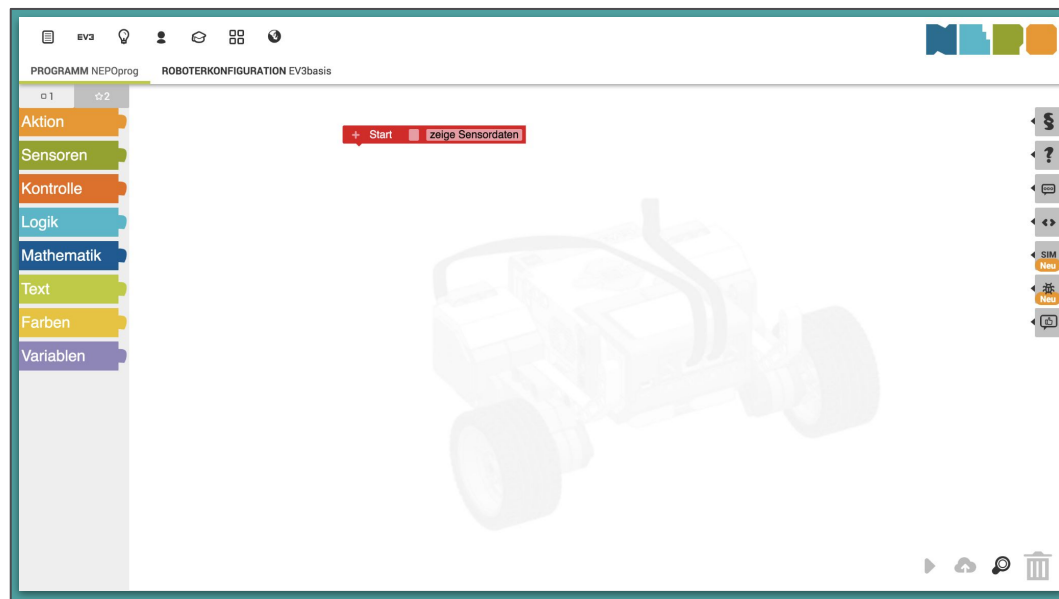 EV3
NEPO
PROGRAMM NEPOprog ROBOTERKONFIGURATION EV3basis
1 2
Aktion
+ Start zeige Sensordaten
Sensoren
Kontrolle
Logik
Mathematik
SIM
Neu
Text
Neu
Farben
Variablen